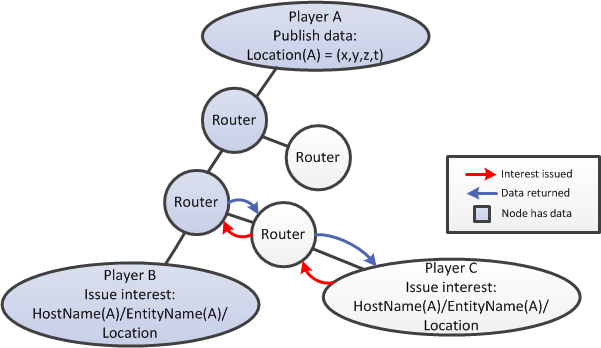 Player A
Publish data:
Location(A) = (x,y,z,t)
Router
Router
Router
Router
Interest issued
Data returned
Node has data
Player B
Issue interest:
HostName(A)/EntityName(A)/
Location
Player C
Issue interest:
HostName(A)/EntityName(A)/
Location